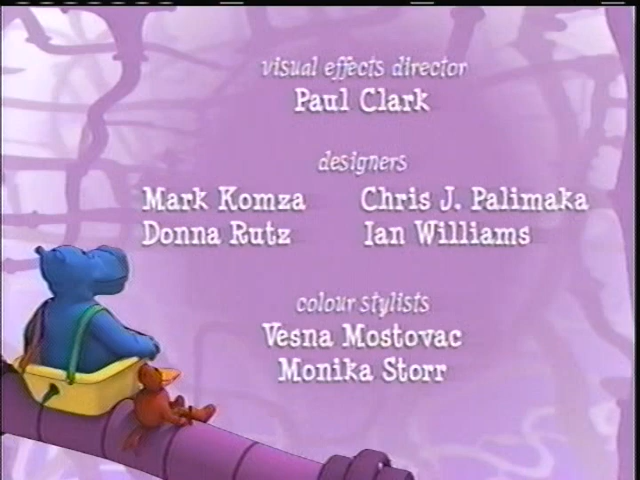 visual effects director
Paul Clark
designers
Mark Komza Chris J. Palimaka
Donna Rutz Ian Williams
colour stylists
Vesna Mostovac
Monika Storr